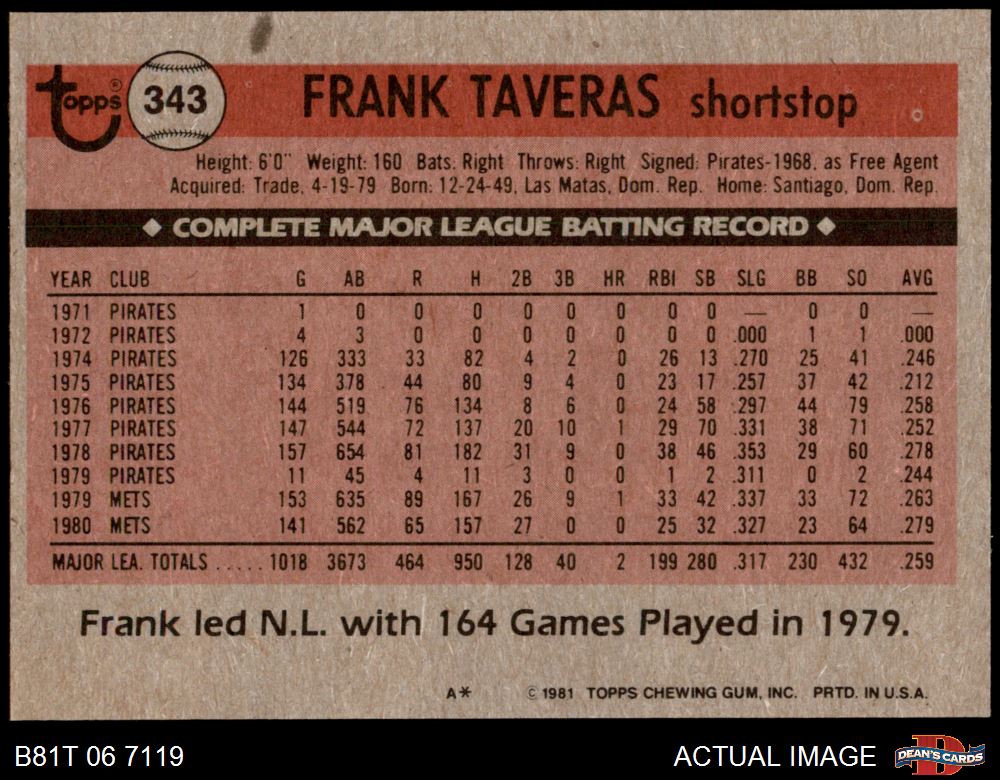 Topps® 343 FRANK TAVERAS shortstop
Height: 6'0" Weight: 160 Bats: Right Throws: Right Signed: Pirates-1968, as Free Agent
Acquired: Trade, 4-19-79 Born: 12-24-49, Las Matas, Dom. Rep. Home: Santiago, Dom. Rep.
◆ COMPLETE MAJOR LEAGUE BATTING RECORD ◆
YEAR CLUB G AB R H 2B 3B HR RBI SB SLG BB SO AVG
1971 PIRATES 1 0 0 0 0 0 0 0 0 — 0 0 —
1972 PIRATES 4 3 0 0 0 0 0 0 0 .000 1 1 .000
1974 PIRATES 126 333 33 82 4 2 0 26 13 .270 25 41 .246
1975 PIRATES 134 378 44 80 9 4 0 23 17 .257 37 42 .212
1976 PIRATES 144 519 76 134 8 6 0 24 58 .297 44 79 .258
1977 PIRATES 147 544 72 137 20 10 1 29 70 .331 38 71 .252
1978 PIRATES 157 654 81 182 31 9 0 38 46 .353 29 60 .278
1979 PIRATES 11 45 4 11 3 0 0 1 2 .311 0 2 .244
1979 METS 153 635 89 167 26 9 1 33 42 .337 33 72 .263
1980 METS 141 562 65 157 27 0 0 25 32 .327 23 64 .279
MAJOR LEA. TOTALS ..... 1018 3673 464 950 128 40 2 199 280 .317 230 432 .259
Frank led N.L. with 164 Games Played in 1979.
A* © 1981 TOPPS CHEWING GUM, INC. PRTD. IN U.S.A.
B81T 06 7119 ACTUAL IMAGE DEAN'S CARDS